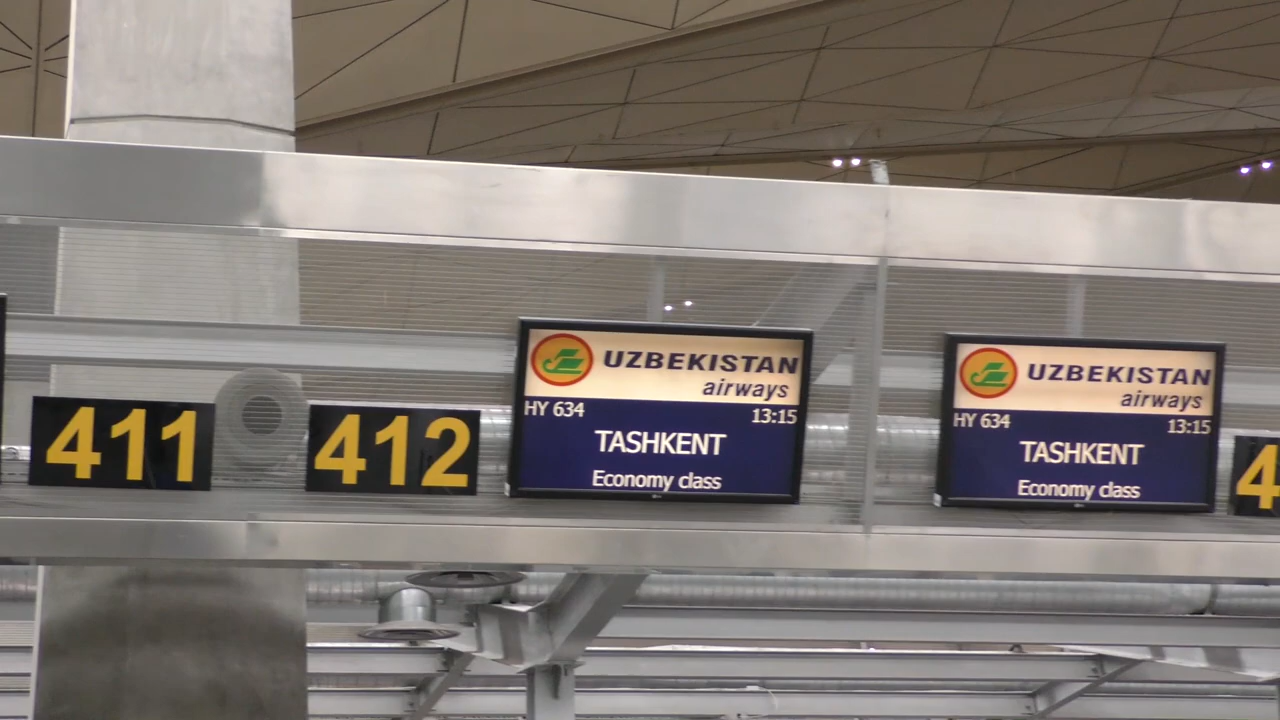 411
412
UZBEKISTAN
airways
HY 634 13:15
TASHKENT
Economy class
UZBEKISTAN
airways
HY 634 13:15
TASHKENT
Economy class
4